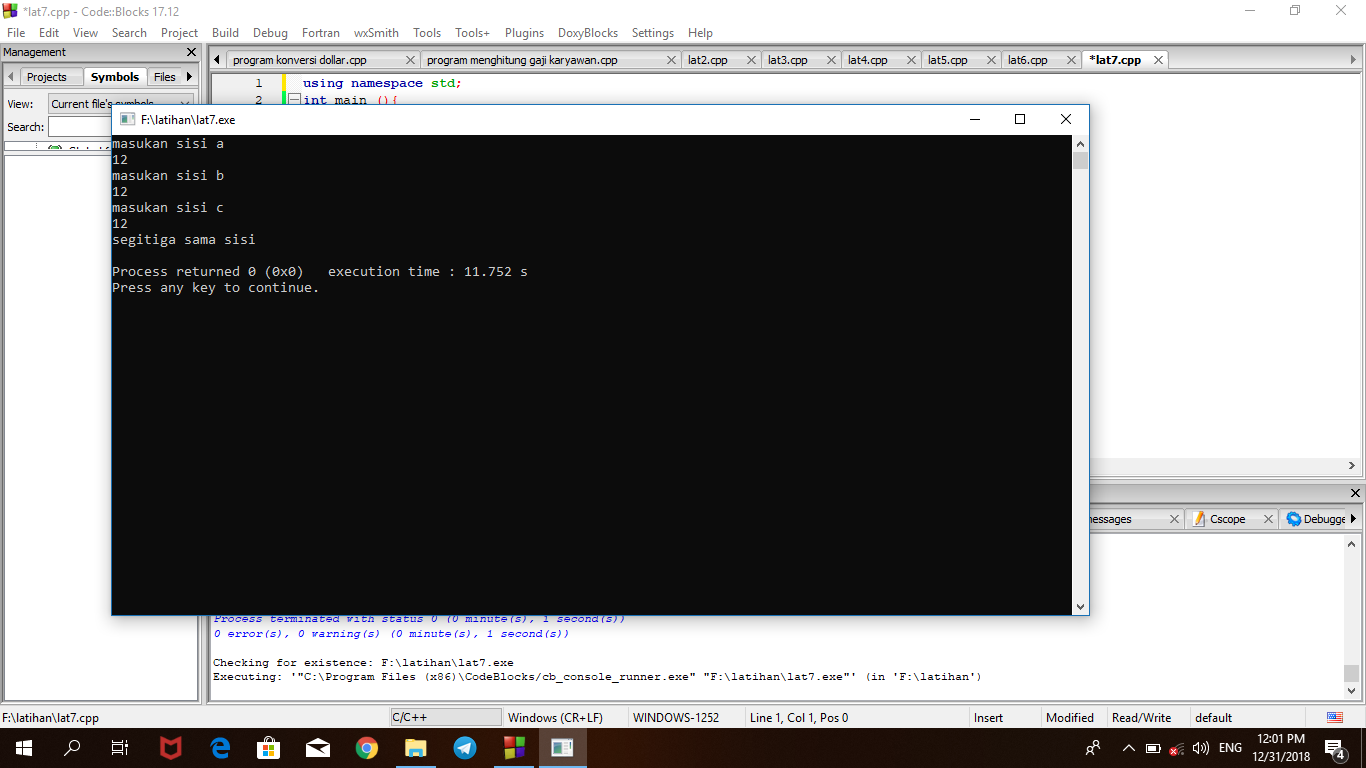 *lat7.cpp - Code::Blocks 17.12
File Edit View Search Project Build Debug Fortran wxSmith Tools Tools+ Plugins DoxyBlocks Settings Help
Management
Projects Symbols Files
program konversi dollar.cpp program menghitung gaji karyawan.cpp lat2.cpp lat3.cpp lat4.cpp lat5.cpp lat6.cpp *lat7.cpp
View: Current file's symbols
Search:
1 using namespace std;
2 int main (){
F:\latihan\lat7.exe
masukan sisi a
12
masukan sisi b
12
masukan sisi c
12
segitiga sama sisi
Process returned 0 (0x0) execution time : 11.752 s
Press any key to continue.
messages Cscope Debugge
Process terminated with status 0 (0 minute(s), 1 second(s))
0 error(s), 0 warning(s) (0 minute(s), 1 second(s))
Checking for existence: F:\latihan\lat7.exe
Executing: '"C:\Program Files (x86)\CodeBlocks/cb_console_runner.exe" "F:\latihan\lat7.exe"' (in 'F:\latihan')
F:\latihan\lat7.cpp C/C++ Windows (CR+LF) WINDOWS-1252 Line 1, Col 1, Pos 0 Insert Modified Read/Write default
ENG
12:01 PM
12/31/2018
4